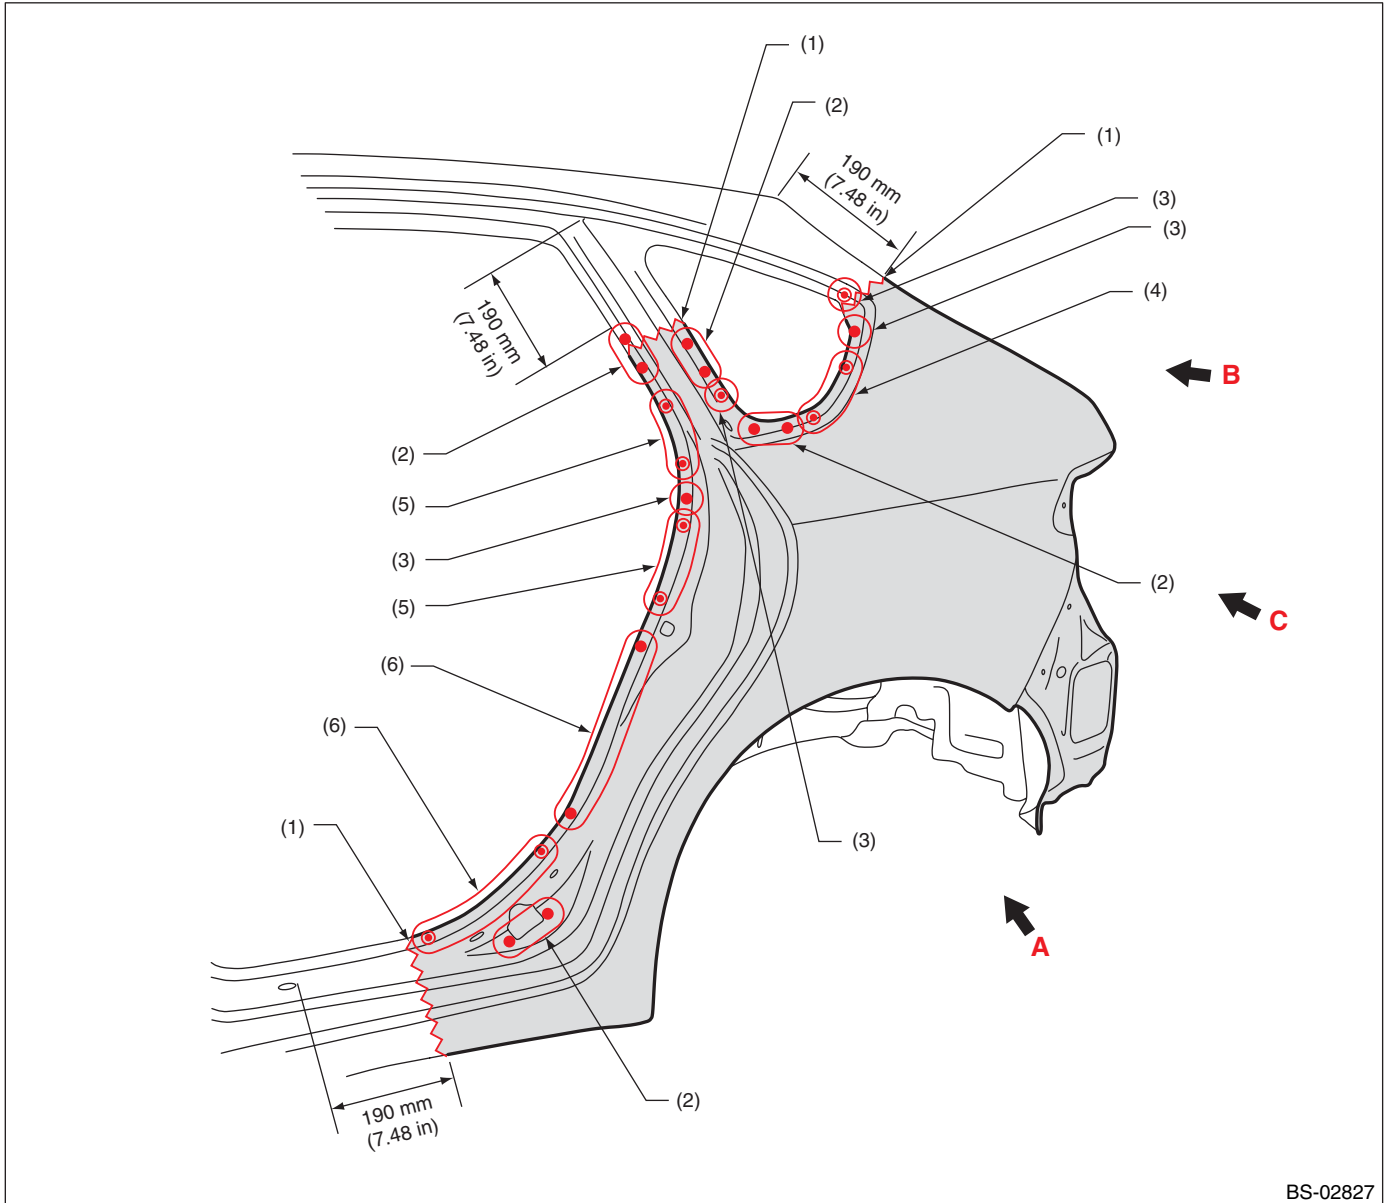 (1)
(2)
(1)
190 mm
(7.48 in)
(3)
(3)
(4)
190 mm
(7.48 in)
B
(2)
(5)
(3)
(2)
(5)
C
(6)
(6)
(1)
(3)
A
(2)
190 mm
(7.48 in)
BS-02827